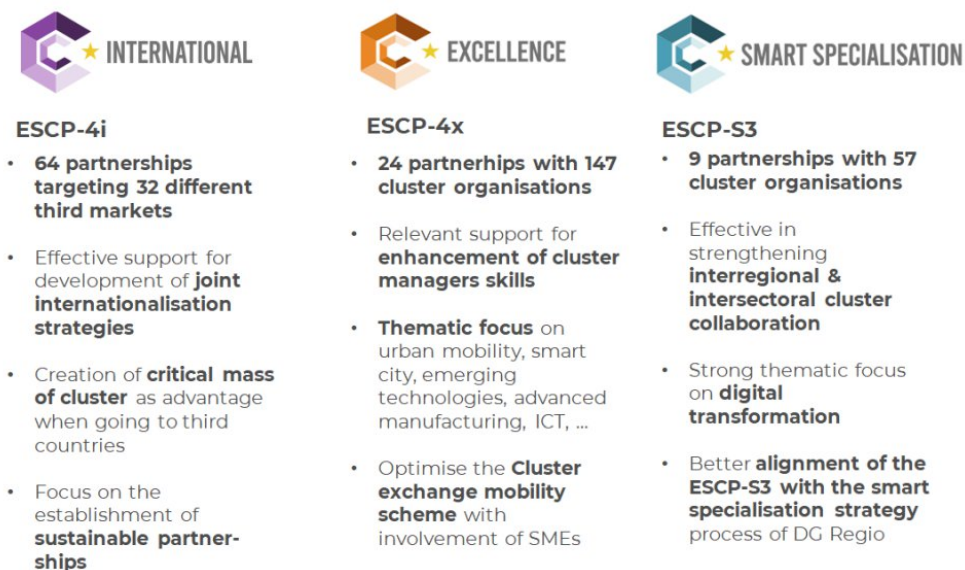 INTERNATIONAL
ESCP-4i
• 64 partnerships
targeting 32 different
third markets
• Effective support for
development of joint
internationalisation
strategies
• Creation of critical mass
of cluster as advantage
when going to third
countries
• Focus on the
establishment of
sustainable partner-
ships
EXCELLENCE
ESCP-4x
• 24 partnerhips with 147
cluster organisations
• Relevant support for
enhancement of cluster
managers skills
• Thematic focus on
urban mobility, smart
city, emerging
technologies, advanced
manufacturing, ICT, ...
• Optimise the Cluster
exchange mobility
scheme with
involvement of SMEs
SMART SPECIALISATION
ESCP-S3
• 9 partnerships with 57
cluster organisations
• Effective in
strengthening
interregional &
intersectoral cluster
collaboration
• Strong thematic focus
on digital
transformation
• Better alignment of the
ESCP-S3 with the smart
specialisation strategy
process of DG Regio